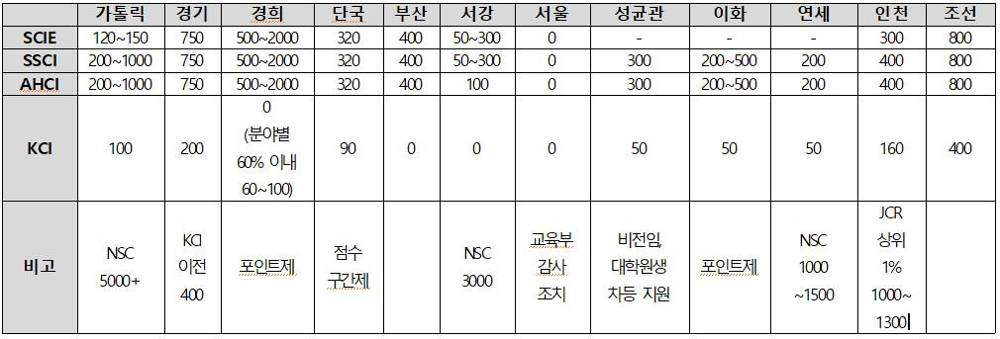 가톨릭 경기 경희 단국 부산 서강 서울 성균관 이화 연세 인천 조선
SCIE 120~150 750 500~2000 320 400 50~300 0 - - - 300 800
SSCI 200~1000 750 500~2000 320 400 50~300 0 300 200~500 200 400 800
AHCI 200~1000 750 500~2000 320 400 100 0 300 200~500 200 400 800
KCI 100 200 0 (분야별 60% 이내 60~100) 90 0 0 0 50 50 50 160 400
비고 NSC 5000+ KCI 이전 400 포인트제 점수 구간제 NSC 3000 교육부 감사 조치 비전임, 대학원생 차등 지원 포인트제 NSC 1000 ~1500 JCR 상위 1% 1000~ 1300